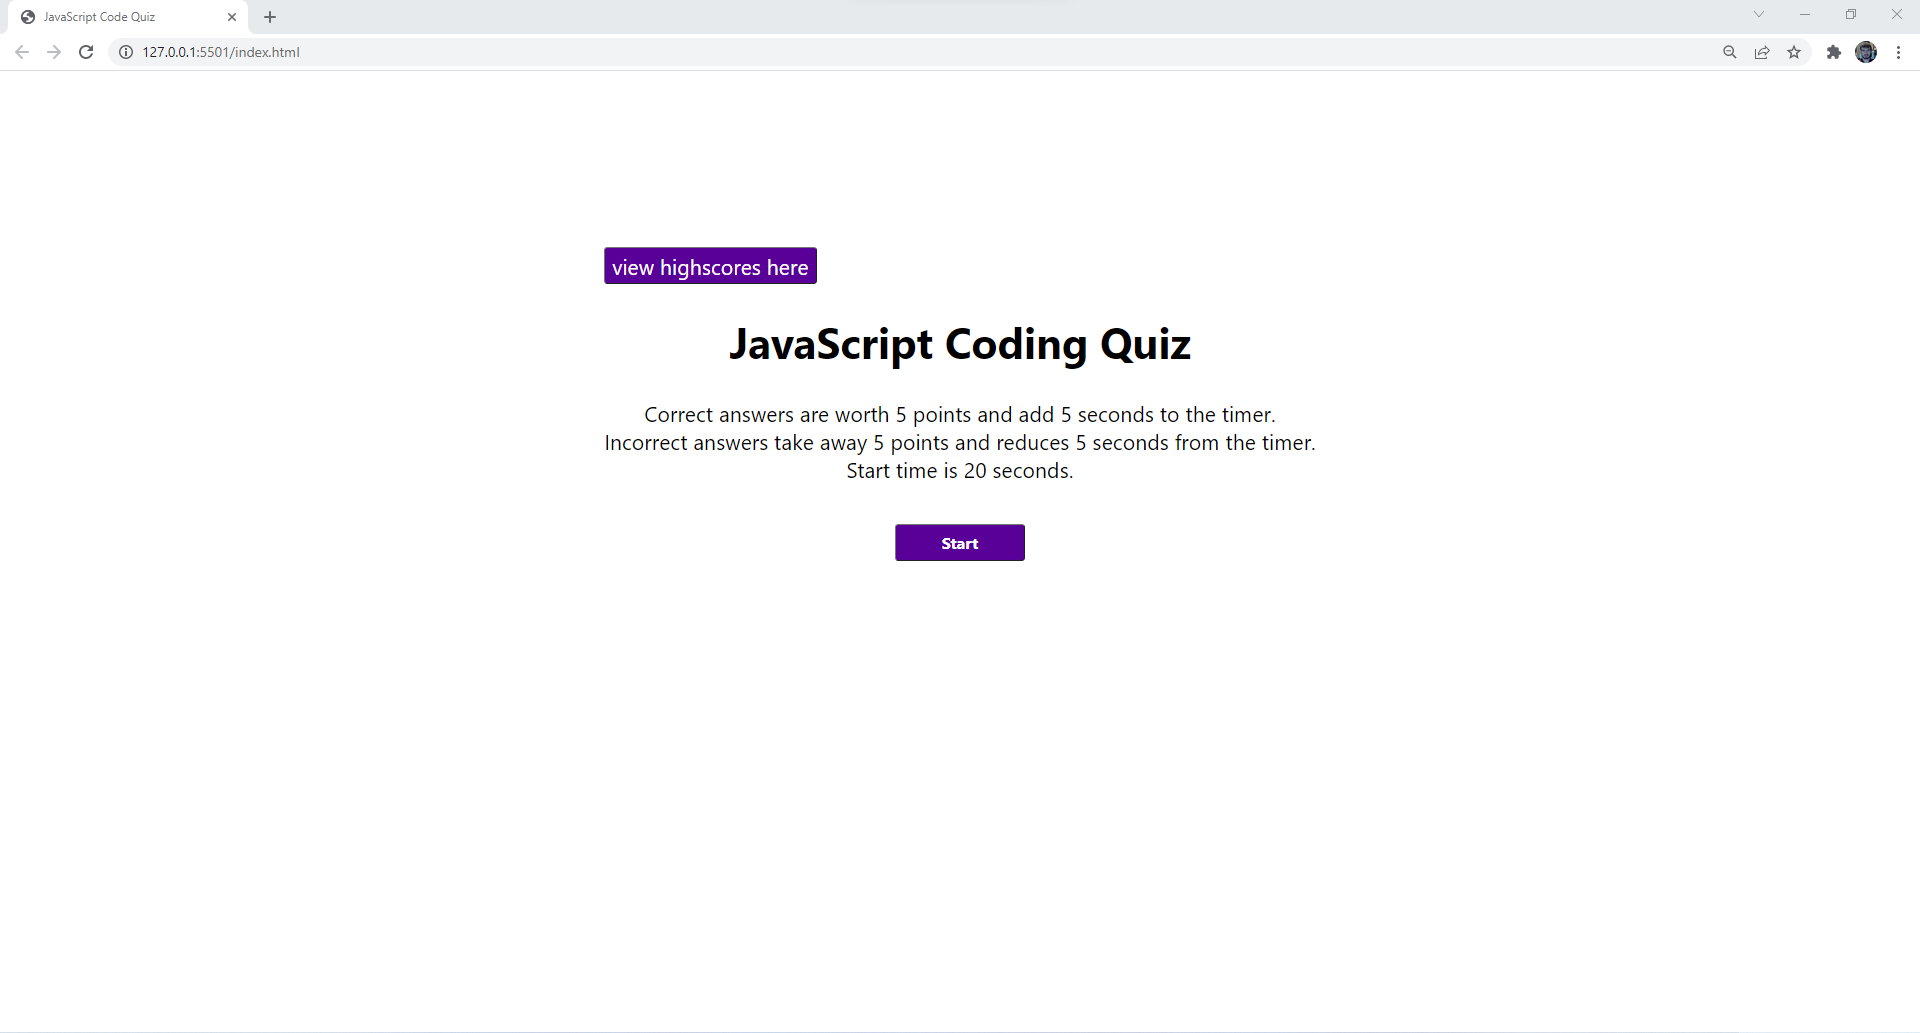 JavaScript Code Quiz
127.0.0.1:5501/index.html
view highscores here
JavaScript Coding Quiz
Correct answers are worth 5 points and add 5 seconds to the timer.
Incorrect answers take away 5 points and reduces 5 seconds from the timer.
Start time is 20 seconds.
Start